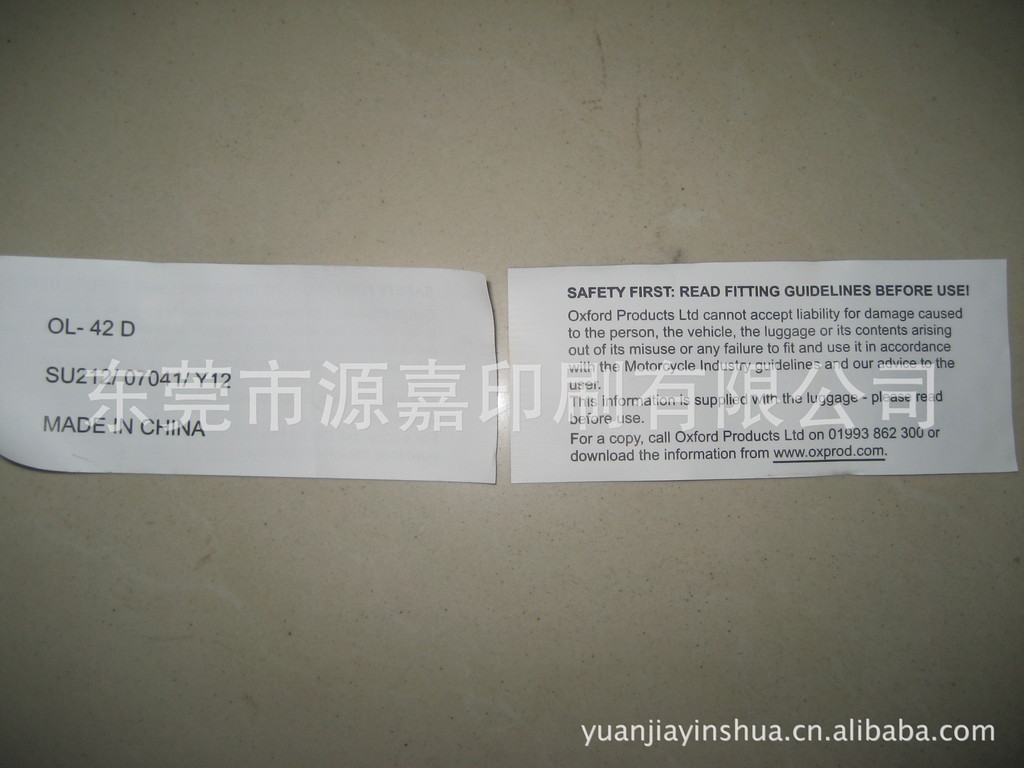 OL- 42 D
SU212/ 07041/ Y12
MADE IN CHINA
SAFETY FIRST: READ FITTING GUIDELINES BEFORE USE!
Oxford Products Ltd cannot accept liability for damage caused
to the person, the vehicle, the luggage or its contents arising
out of its misuse or any failure to fit and use it in accordance
with the Motorcycle Industry guidelines and our advice to the
user.
This information is supplied with the luggage - please read
before use.
For a copy, call Oxford Products Ltd on 01993 862 300 or
download the information from www.oxprod.com.
东莞市源嘉印刷有限公司
yuanjiayinshua.cn.alibaba.com